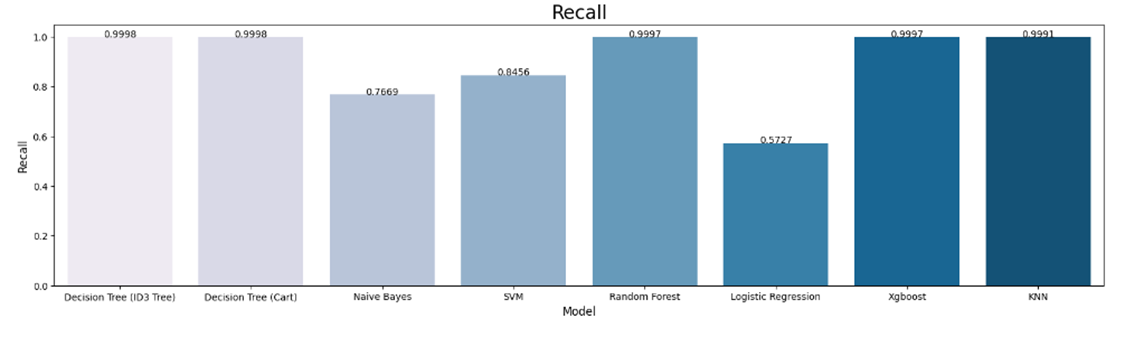 Recall
0.9998 0.9998 0.7669 0.8456 0.9997 0.5727 0.9997 0.9991
1.0
0.8
0.6
0.4
0.2
0.0
Recall
Decision Tree (ID3 Tree) Decision Tree (Cart) Naive Bayes SVM Random Forest Logistic Regression Xgboost KNN
Model